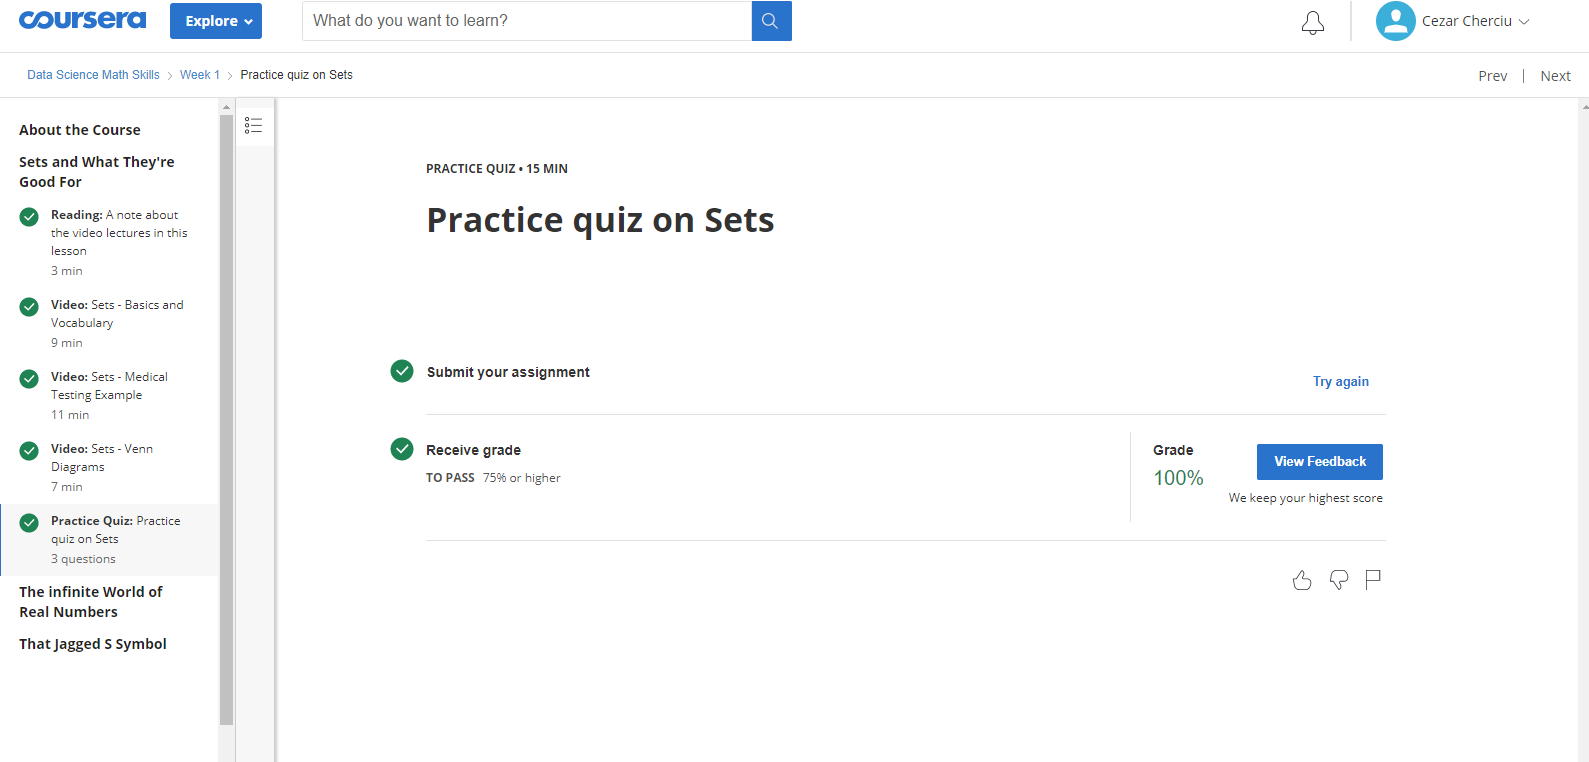 coursera
Explore
What do you want to learn?
Cezar Cherciu
Data Science Math Skills > Week 1 > Practice quiz on Sets
Prev | Next
About the Course
Sets and What They're
Good For
Reading: A note about
the video lectures in this
lesson
3 min
Video: Sets - Basics and
Vocabulary
9 min
Video: Sets - Medical
Testing Example
11 min
Video: Sets - Venn
Diagrams
7 min
Practice Quiz: Practice
quiz on Sets
3 questions
The infinite World of
Real Numbers
That Jagged S Symbol
PRACTICE QUIZ • 15 MIN
Practice quiz on Sets
Submit your assignment
Try again
Receive grade
TO PASS 75% or higher
Grade
100%
View Feedback
We keep your highest score